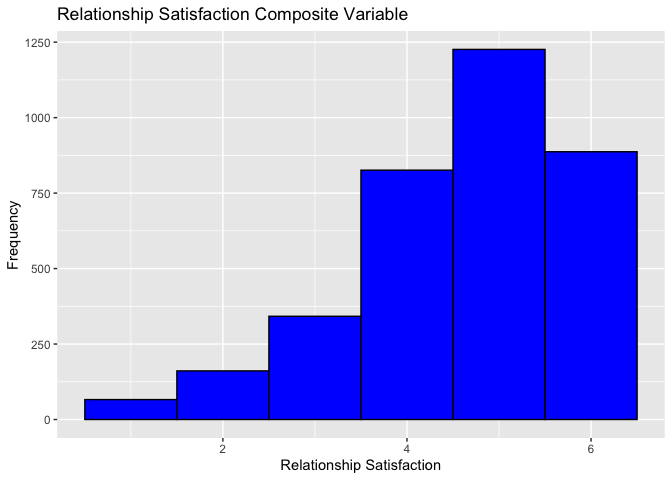 Relationship Satisfaction Composite Variable
1250
1000
750
500
250
0
Frequency
2 4 6
Relationship Satisfaction